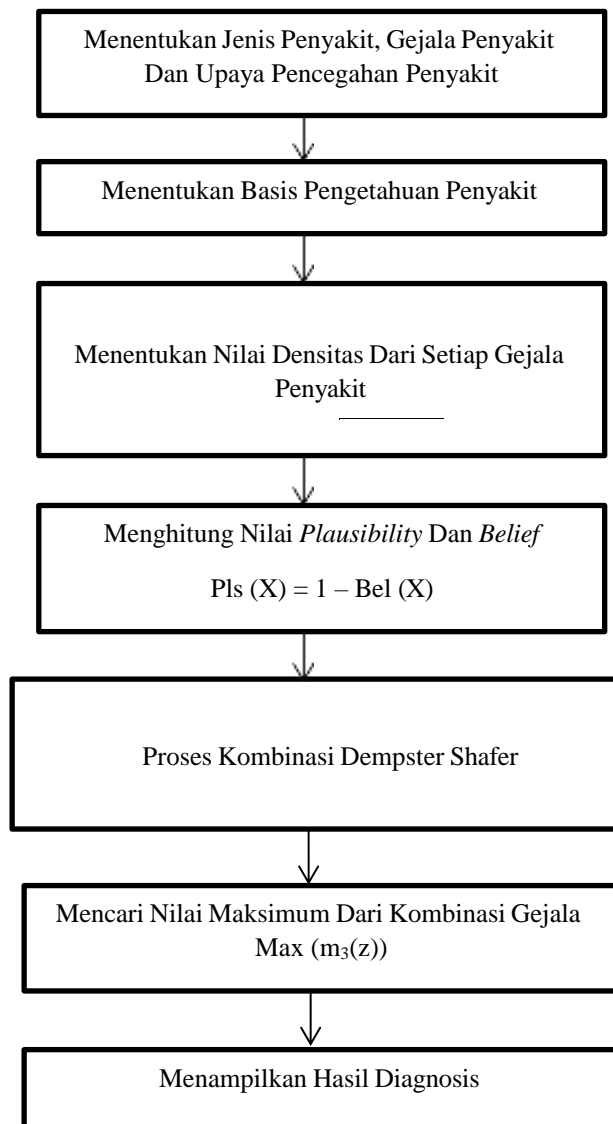 Menentukan Jenis Penyakit, Gejala Penyakit
Dan Upaya Pencegahan Penyakit
Menentukan Basis Pengetahuan Penyakit
Menentukan Nilai Densitas Dari Setiap Gejala
Penyakit
Menghitung Nilai Plausibility Dan Belief
Pls (X) = 1 – Bel (X)
Proses Kombinasi Dempster Shafer
Mencari Nilai Maksimum Dari Kombinasi Gejala
Max (m₃(z))
Menampilkan Hasil Diagnosis